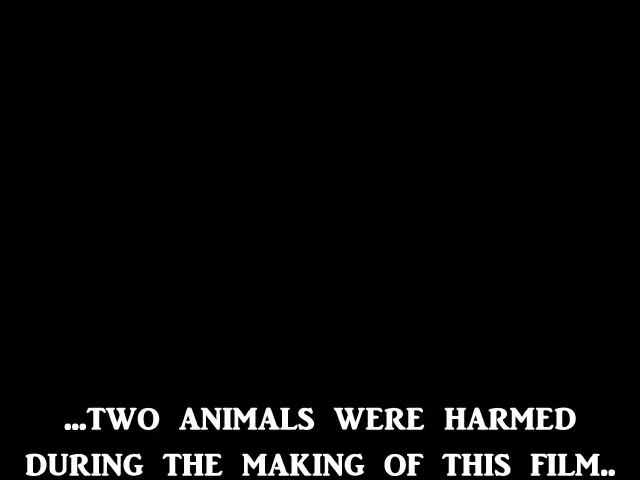 ...TWO ANIMALS WERE HARMED
DURING THE MAKING OF THIS FILM..